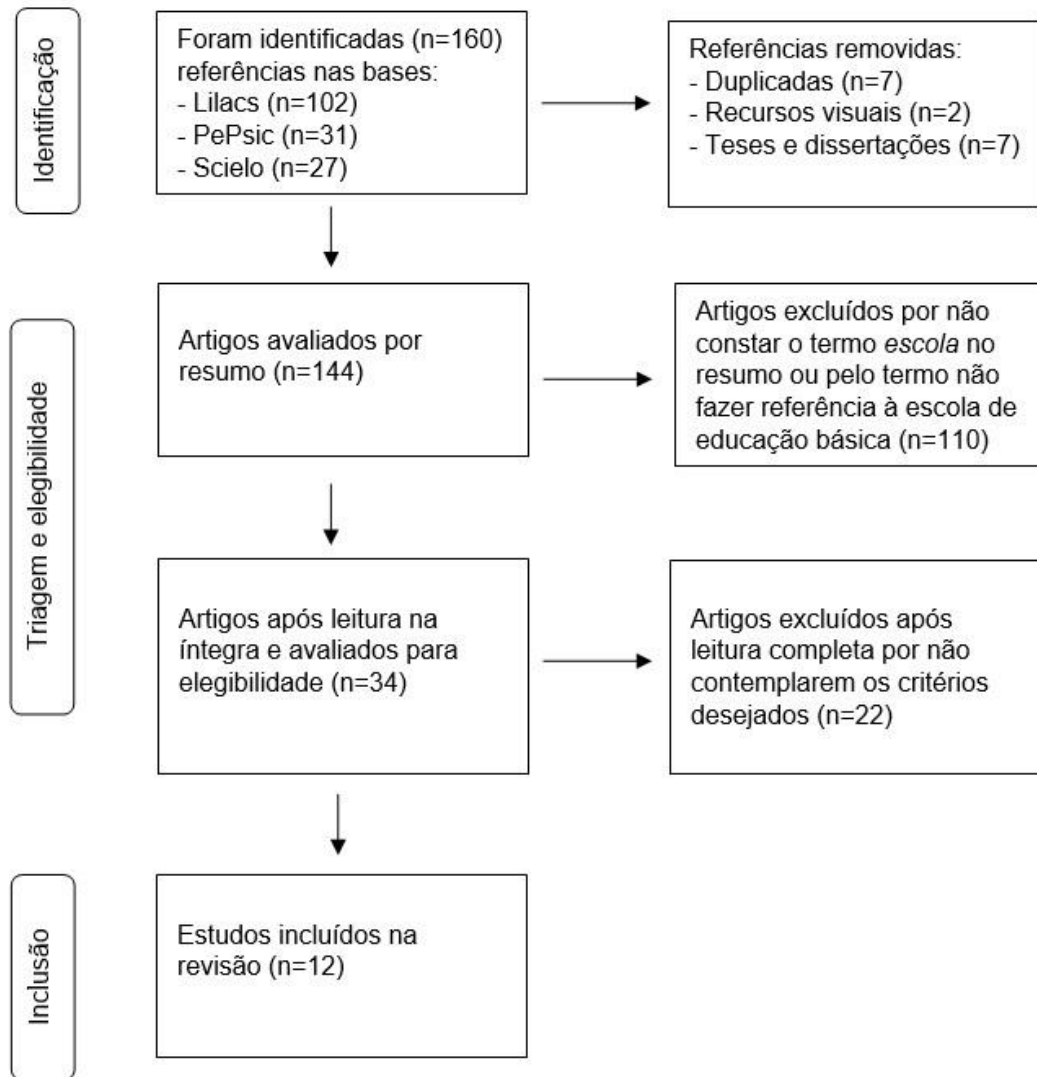 Identificação
Foram identificadas (n=160)
referências nas bases:
- Lilacs (n=102)
- PePsic (n=31)
- Scielo (n=27)
Referências removidas:
- Duplicadas (n=7)
- Recursos visuais (n=2)
- Teses e dissertações (n=7)
Triagem e elegibilidade
Artigos avaliados por
resumo (n=144)
Artigos excluídos por não
constar o termo escola no
resumo ou pelo termo não
fazer referência à escola de
educação básica (n=110)
Artigos após leitura na
íntegra e avaliados para
elegibilidade (n=34)
Artigos excluídos após
leitura completa por não
contemplarem os critérios
desejados (n=22)
Inclusão
Estudos incluídos na
revisão (n=12)